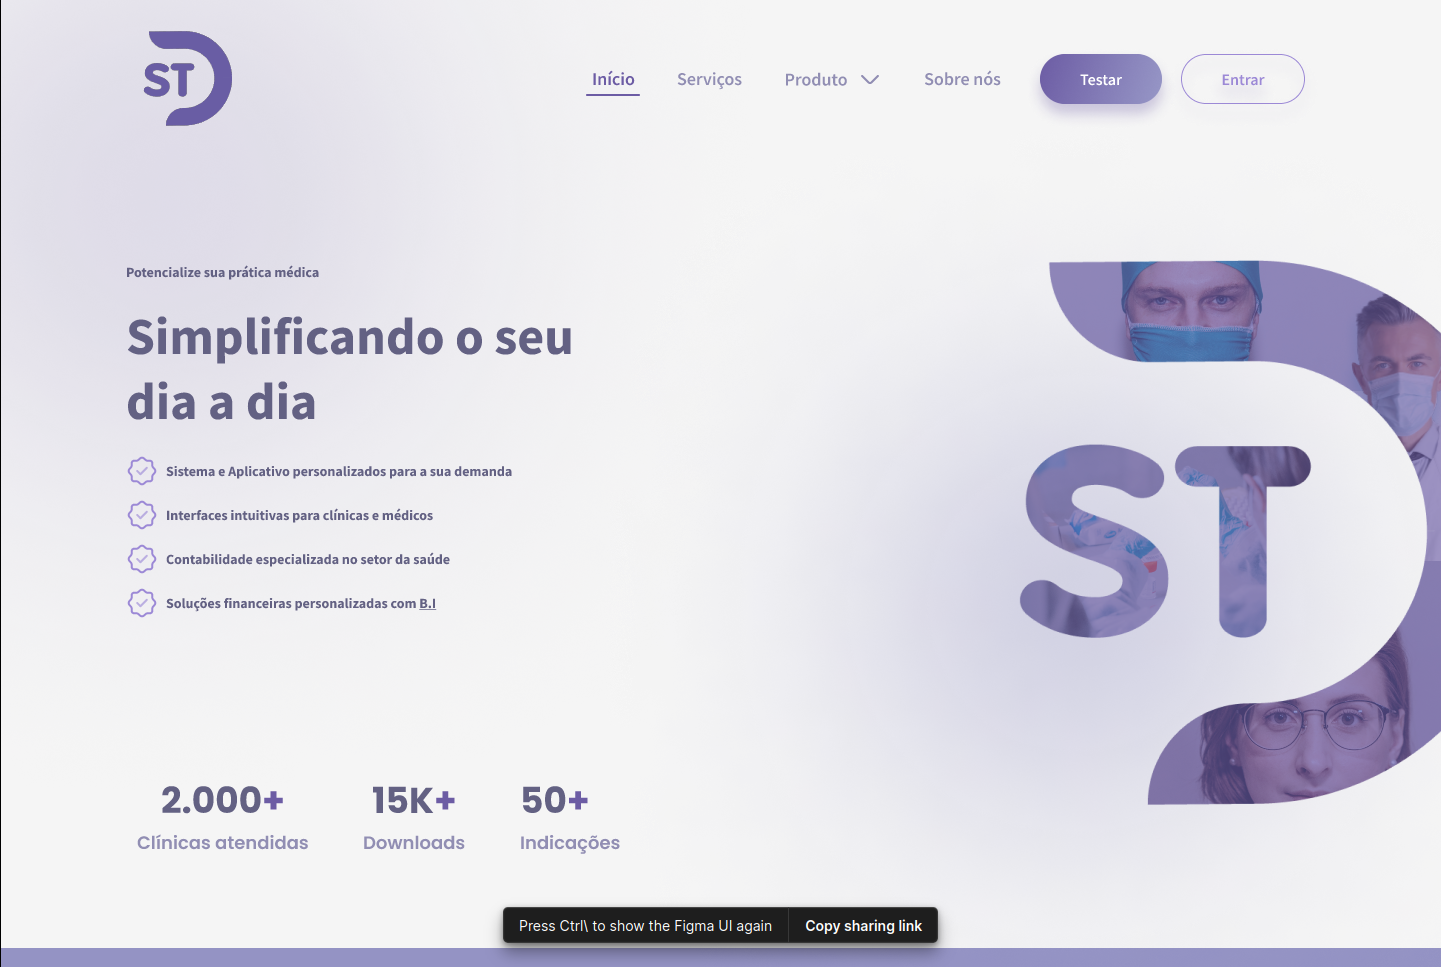 ST
Início
Serviços
Produto
Sobre nós
Testar
Entrar
Potencialize sua prática médica
Simplificando o seu
dia a dia
Sistema e Aplicativo personalizados para a sua demanda
Interfaces intuitivas para clínicas e médicos
Contabilidade especializada no setor da saúde
Soluções financeiras personalizadas com B.I
ST
2.000+
Clínicas atendidas
15K+
Downloads
50+
Indicações
Press Ctrl\ to show the Figma UI again
Copy sharing link